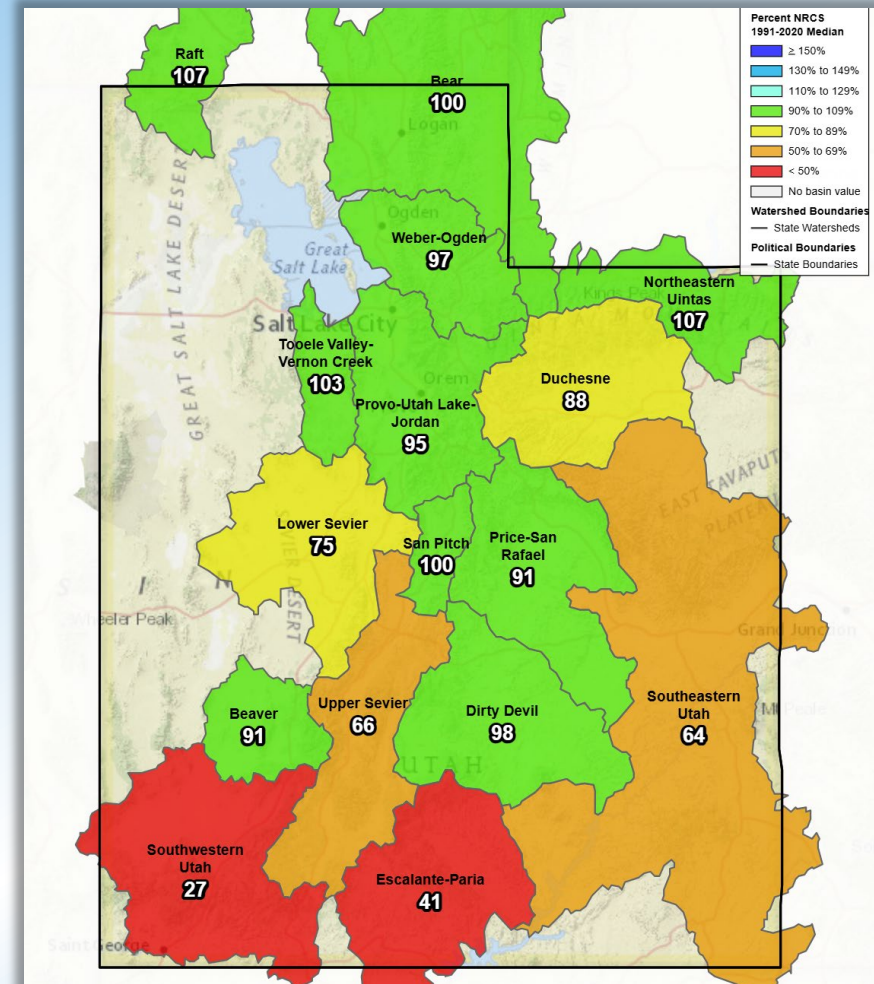 Percent NRCS
1991-2020 Median
≥ 150%
130% to 149%
110% to 129%
90% to 109%
70% to 89%
50% to 69%
< 50%
No basin value
Watershed Boundaries
State Watersheds
Political Boundaries
State Boundaries
Raft
107
Bear
100
Logan
GREAT SALT LAKE DESERT
Ogden
Weber-Ogden
97
Great
Salt Lake
Northeastern
Uintas
107
Kings Peak
Salt Lake City
Tooele Valley-
Vernon Creek
103
Orem
Provo-Utah Lake-
Jordan
95
Duchesne
88
EAST TAVAPUT
PLATEAU
Lower Sevier
75
SEVIER DESERT
San Pitch
100
Price-San
Rafael
91
Wheeler Peak
Grand Junction
Beaver
91
Upper Sevier
66
Dirty Devil
98
Southeastern
Utah
64
UTAH
Southwestern
Utah
27
Escalante-Paria
41
Saint George